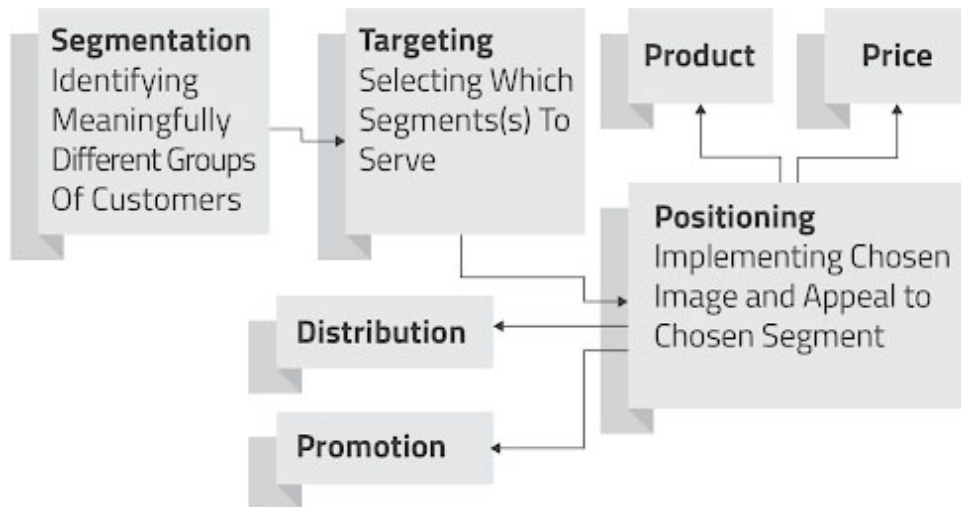 Segmentation
Identifying
Meaningfully
Different Groups
Of Customers
Targeting
Selecting Which
Segments(s) To
Serve
Product
Price
Positioning
Implementing Chosen
Image and Appeal to
Chosen Segment
Distribution
Promotion